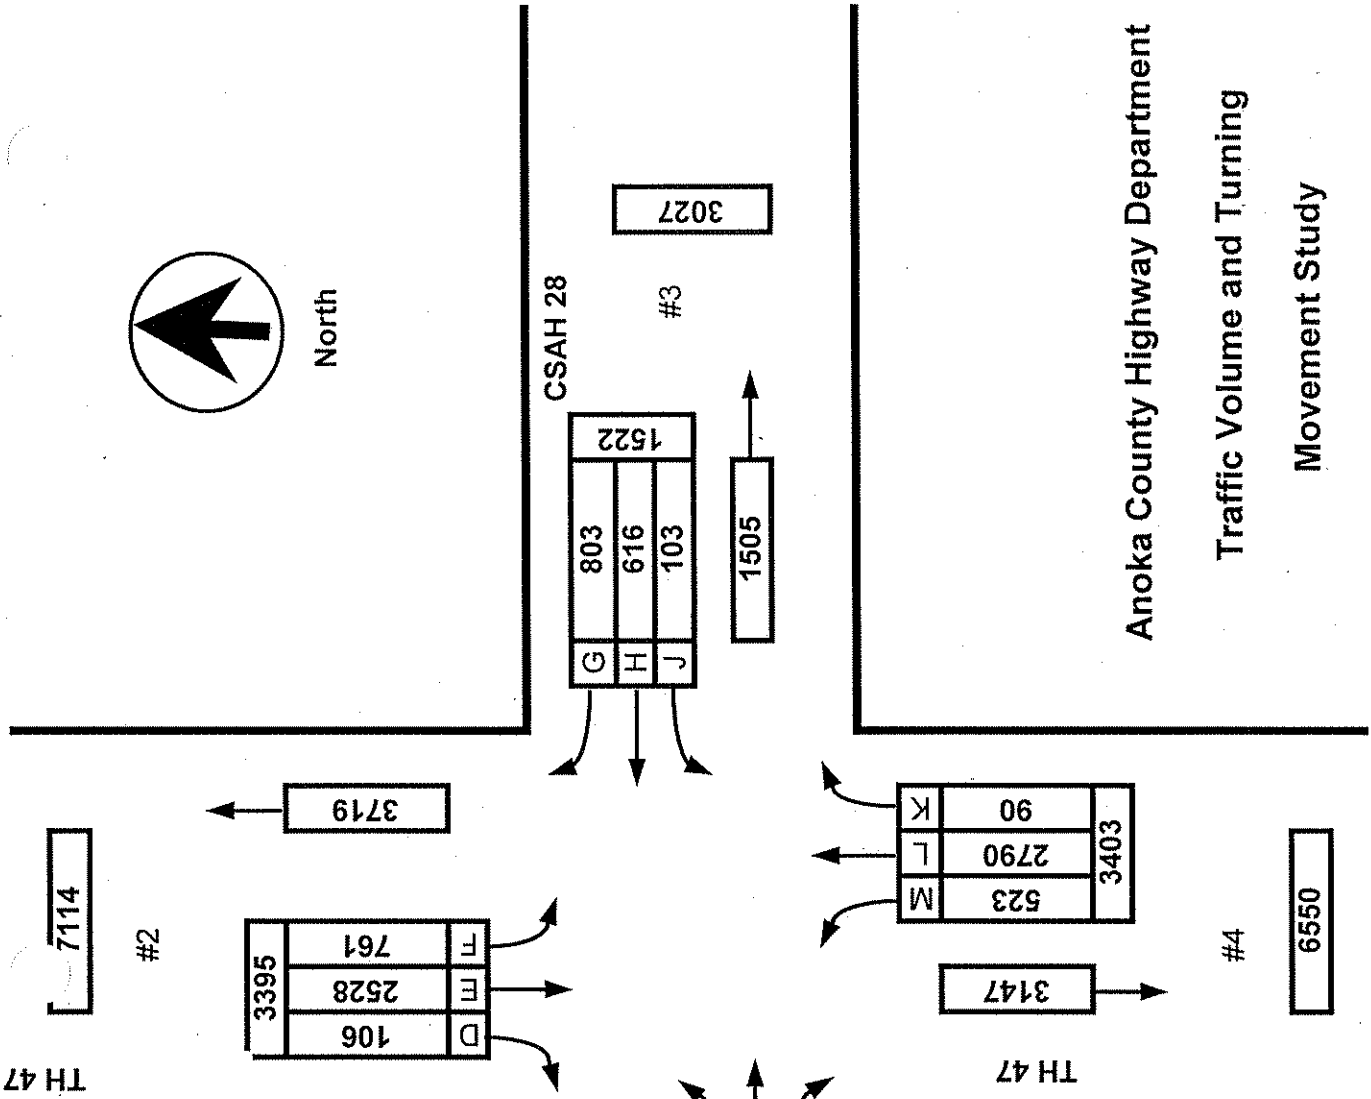 Anoka County Highway Department
Traffic Volume and Turning
Movement Study
North
CSAH 28
#3
3027
G 803
H 616
J 103
1522
1505
TH 47
7114
#2
3719
3395
106 2528 761
D E F
K L M
90 2790 523
3403
3147
TH 47
#4
6550